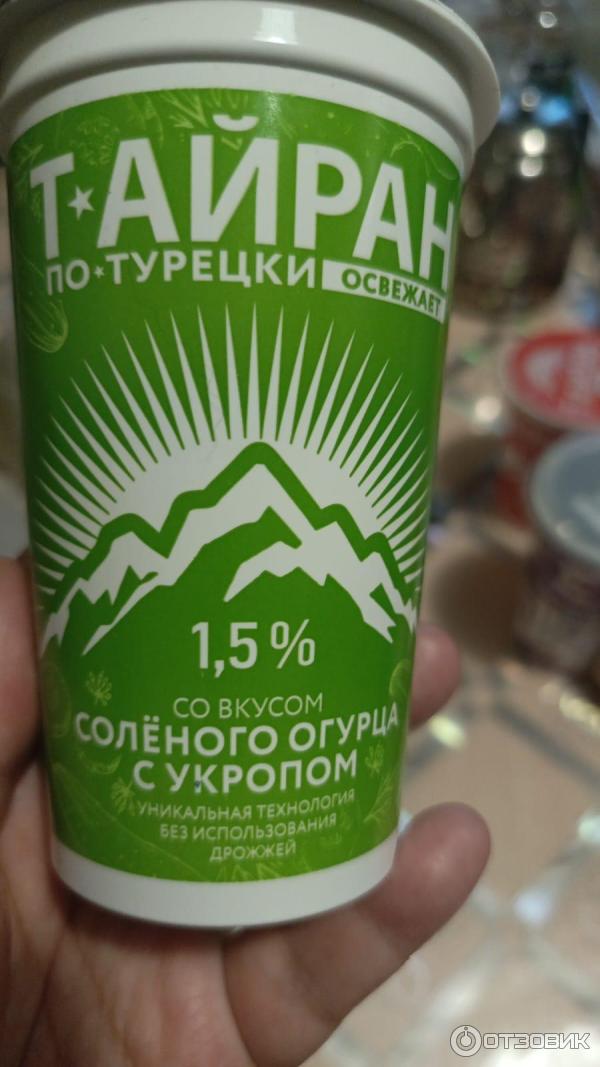 Т★АЙРАН
ПО★ТУРЕЦКИ ОСВЕЖАЕТ
1,5 %
СО ВКУСОМ
СОЛЁНОГО ОГУРЦА
С УКРОПОМ
УНИКАЛЬНАЯ ТЕХНОЛОГИЯ
БЕЗ ИСПОЛЬЗОВАНИЯ
ДРОЖЖЕЙ
ОТЗОВИК